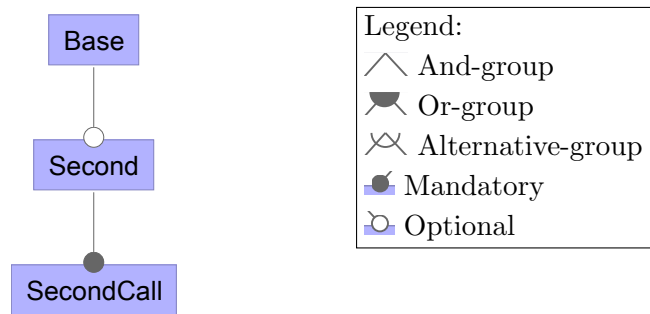 Base
Second
SecondCall
Legend:
And-group
Or-group
Alternative-group
Mandatory
Optional